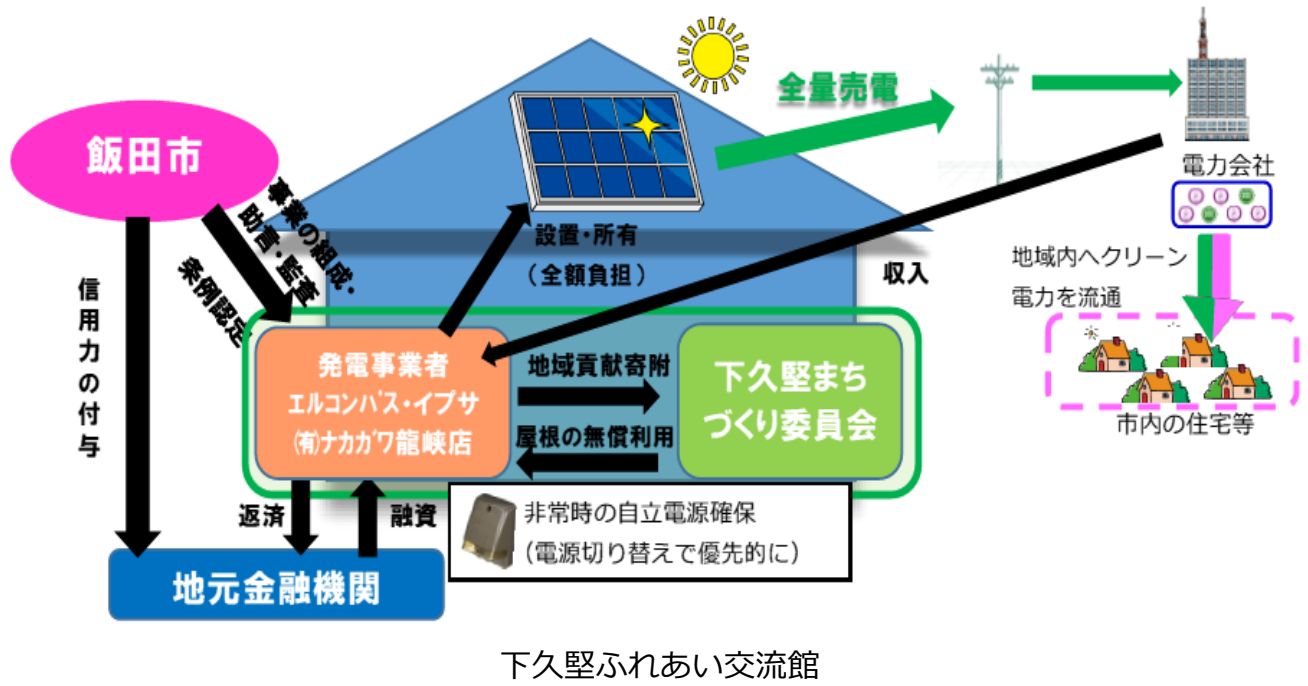 全量売電
飯田市
電力会社
事業の組成・
助言・監査
条例認定
設置・所有
（全額負担）
収入
地域内へクリーン
電力を流通
信用力の付与
発電事業者
エルコンパス・イプサ
㈲ナカガワ龍峡店
地域貢献寄附
屋根の無償利用
下久堅まち
づくり委員会
市内の住宅等
返済
融資
非常時の自立電源確保
（電源切り替えで優先的に）
地元金融機関
下久堅ふれあい交流館